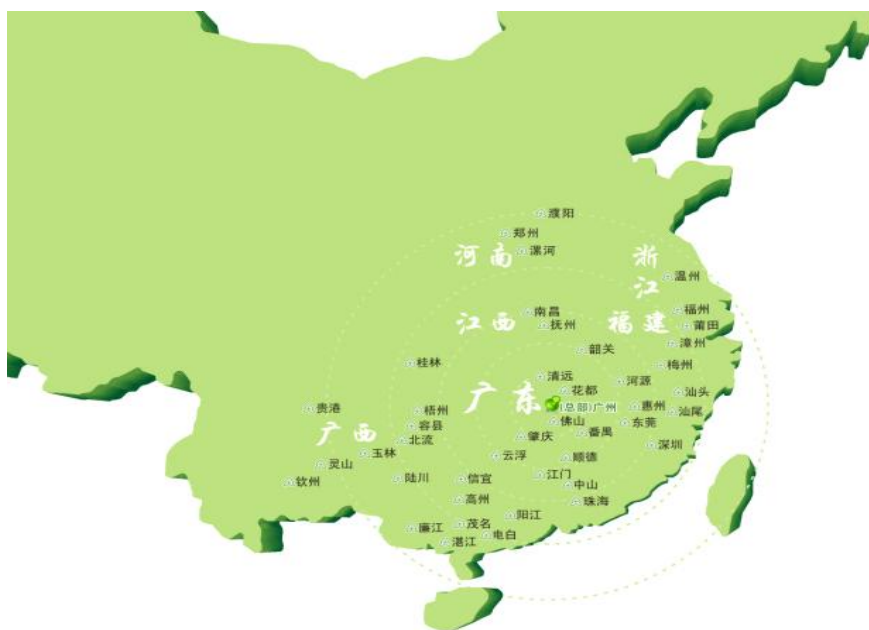 濮阳
郑州
漯河
河南
浙江
温州
南昌
福州
江西
抚州
福建
莆田
漳州
韶关
桂林
梅州
清远
河源
花都
汕头
广东
(总部)广州
惠州
贵港
梧州
汕尾
佛山
东莞
容县
广西
番禺
肇庆
北流
深圳
玉林
云浮
顺德
灵山
江门
陆川
信宜
钦州
中山
高州
珠海
阳江
廉江
茂名
电白
湛江